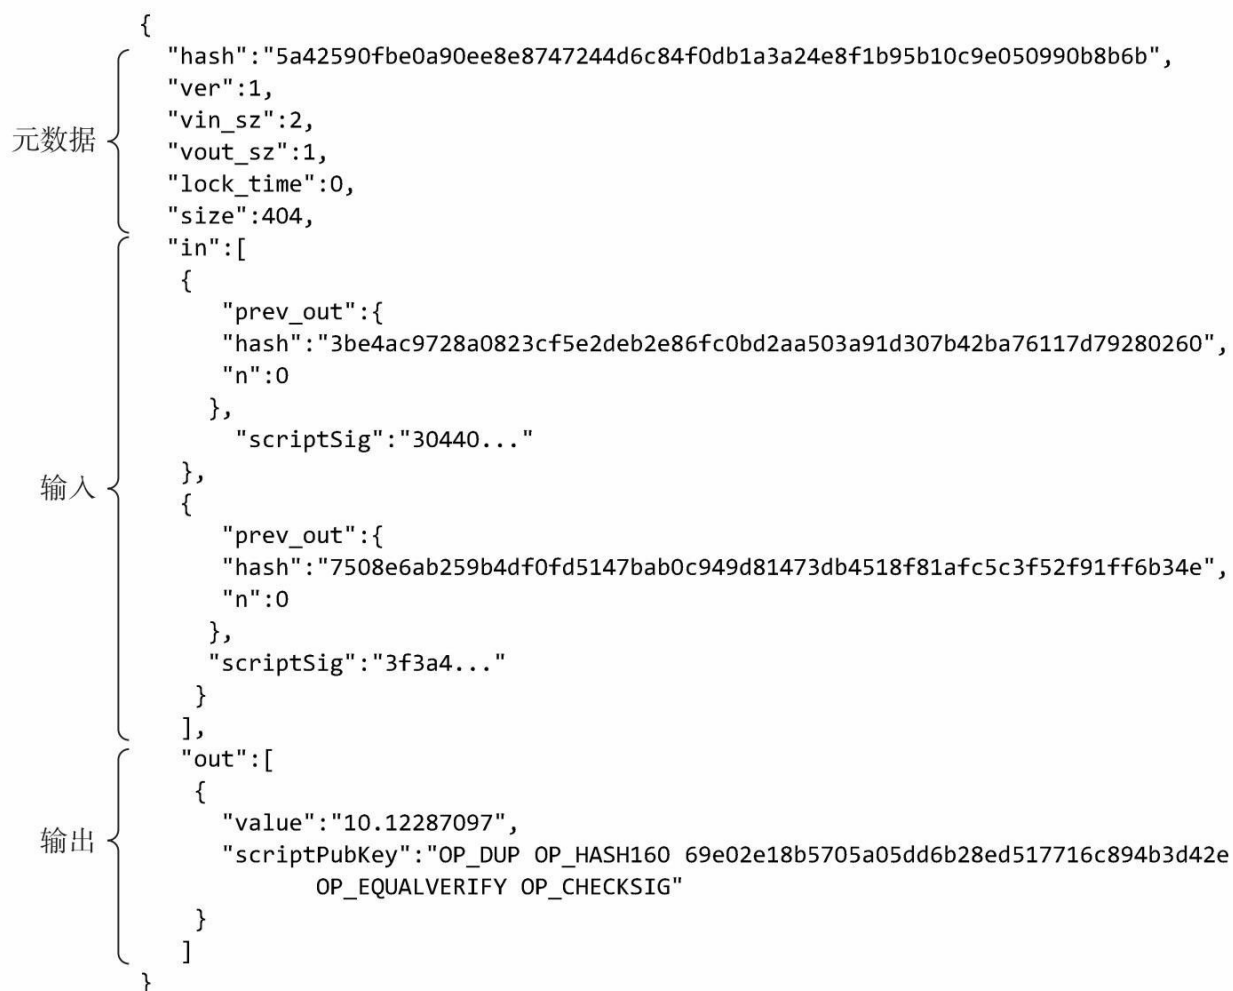 {
"hash":"5a42590fbe0a90ee8e8747244d6c84f0db1a3a24e8f1b95b10c9e050990b8b6b",
"ver":1,
元数据
"vin_sz":2,
"vout_sz":1,
"lock_time":0,
"size":404,
"in":[
{
"prev_out":{
"hash":"3be4ac9728a0823cf5e2deb2e86fc0bd2aa503a91d307b42ba76117d79280260",
"n":0
},
"scriptSig":"30440..."
},
输入
{
"prev_out":{
"hash":"7508e6ab259b4df0fd5147bab0c949d81473db4518f81afc5c3f52f91ff6b34e",
"n":0
},
"scriptSig":"3f3a4..."
}
],
"out":[
{
"value":"10.12287097",
输出
"scriptPubKey":"OP_DUP OP_HASH160 69e02e18b5705a05dd6b28ed517716c894b3d42e
OP_EQUALVERIFY OP_CHECKSIG"
}
]
}